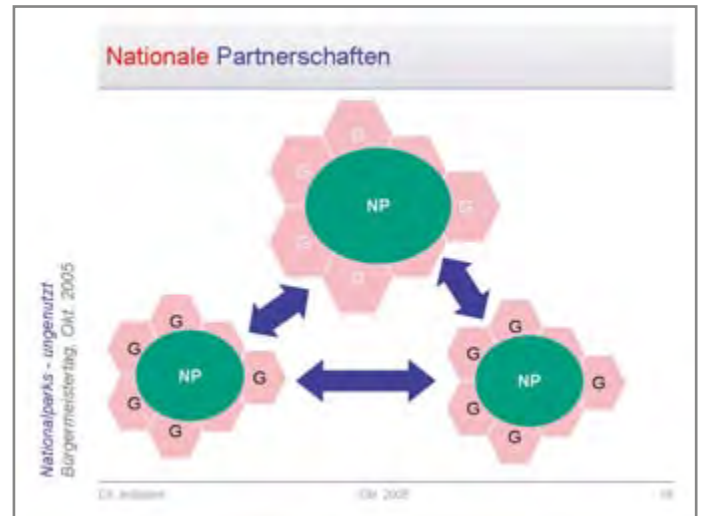 Nationale Partnerschaften
G
G
G
G
G
NP
G
G
G
G
G
NP
G
G
G
G
G
NP
G
G
Nationalparks - ungenutzt
Bürgermeistertag, Okt. 2005
Okt. 2005